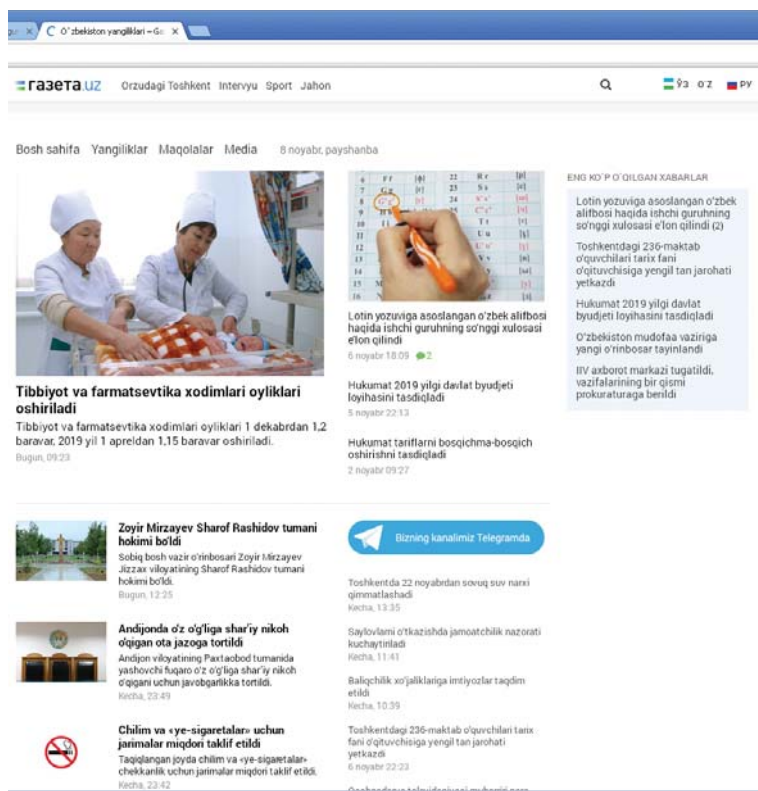 O'zbekiston yangiliklari – Ga
газета.uz Orzudagi Toshkent Intervyu Sport Jahon ЎЗ O'Z РУ
Bosh sahifa Yangiliklar Maqolalar Media 8 noyabr, payshanba
Tibbiyot va farmatsevtika xodimlari oyliklari
oshiriladi
Tibbiyot va farmatsevtika xodimlari oyliklari 1 dekabrdan 1,2
baravar, 2019 yil 1 apreldan 1,15 baravar oshiriladi.
Bugun, 09:23
Lotin yozuviga asoslangan o'zbek alifbosi
haqida ishchi guruhning so'nggi xulosasi
e'lon qilindi
6 noyabr 18:09 2
Hukumat 2019 yilgi davlat byudjeti
loyihasini tasdiqladi
5 noyabr 22:13
Hukumat tariflarni bosqichma-bosqich
oshirishni tasdiqladi
2 noyabr 09:27
ENG KO'P O'QILGAN XABARLAR
Lotin yozuviga asoslangan o'zbek
alifbosi haqida ishchi guruhning
so'nggi xulosasi e'lon qilindi (2)
Toshkentdagi 236-maktab
o'quvchilari tarix fani
o'qituvchisiga yengil tan jarohati
yetkazdi
Hukumat 2019 yilgi davlat
byudjeti loyihasini tasdiqladi
O'zbekiston mudofaa vaziriga
yangi o'rinbosar tayinlandi
IIV axborot markazi tugatildi,
vazifalarining bir qismi
prokuraturaga berildi
Zoyir Mirzayev Sharof Rashidov tumani
hokimi bo'ldi
Sobiq bosh vazir o'rinbosari Zoyir Mirzayev
Jizzax viloyatining Sharof Rashidov tumani
hokimi bo'ldi.
Bugun, 12:25
Andijonda o'z o'g'liga shar'iy nikoh
o'qigan ota jazoga tortildi
Andijon viloyatining Paxtaobod tumanida
yashovchi fuqaro o'z o'g'liga shar'iy nikoh
o'qigani uchun javobgarlikka tortildi.
Kecha, 23:49
Chilim va «ye-sigaretalar» uchun
jarimalar miqdori taklif etildi
Taqiqlangan joyda chilim va «ye-sigaretalar»
chekkanlik uchun jarimalar miqdori taklif etildi.
Kecha, 23:42
Bizning kanalimiz Telegramda
Toshkentda 22 noyabrdan sovuq suv narxi
qimmatlashadi
Kecha, 13:35
Saylovlarni o'tkazishda jamoatchilik nazorati
kuchaytiriladi
Kecha, 11:41
Baliqchilik xo'jaliklariga imtiyozlar taqdim
etildi
Kecha, 10:39
Toshkentdagi 236-maktab o'quvchilari tarix
fani o'qituvchisiga yengil tan jarohati
yetkazdi
6 noyabr 22:23